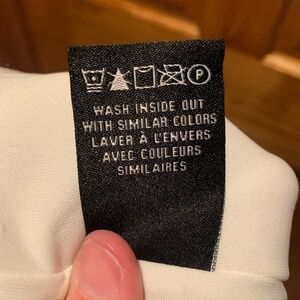 P
WASH INSIDE OUT
WITH SIMILAR COLORS
LAVER À L'ENVERS
AVEC COULEURS
SIMILAIRES